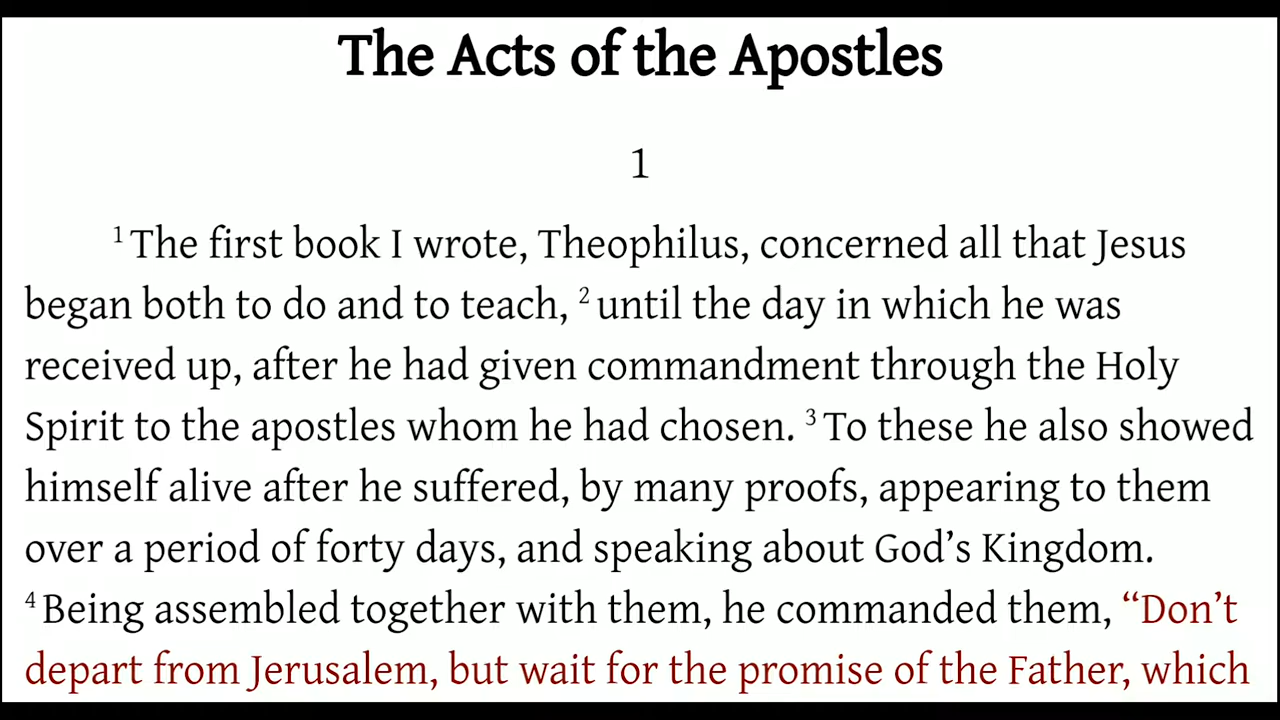 The Acts of the Apostles
1
1 The first book I wrote, Theophilus, concerned all that Jesus
began both to do and to teach, 2 until the day in which he was
received up, after he had given commandment through the Holy
Spirit to the apostles whom he had chosen. 3 To these he also showed
himself alive after he suffered, by many proofs, appearing to them
over a period of forty days, and speaking about God’s Kingdom.
4 Being assembled together with them, he commanded them, “Don’t
depart from Jerusalem, but wait for the promise of the Father, which